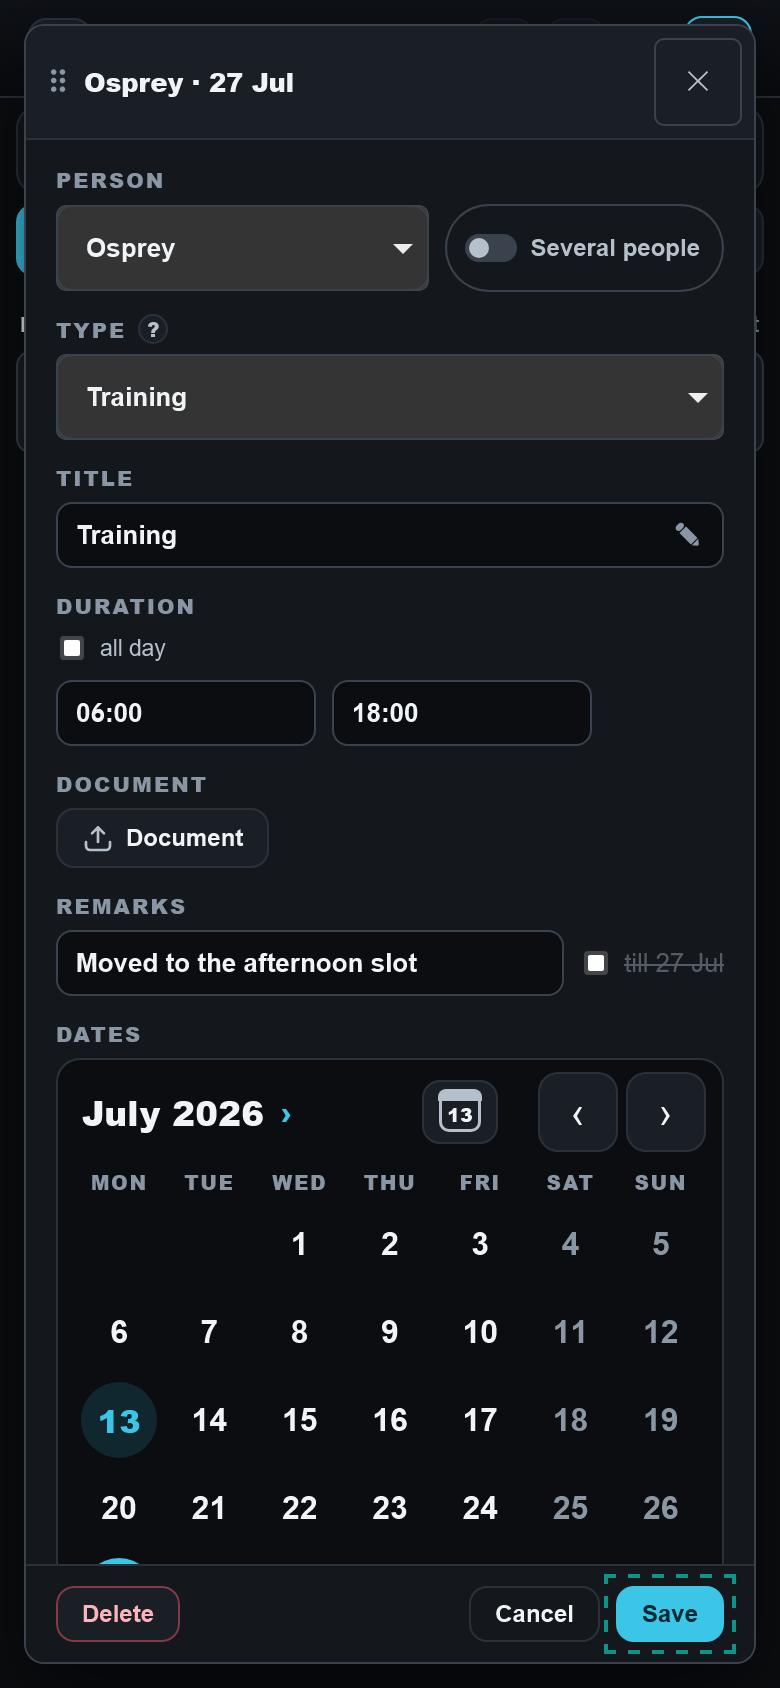 Osprey · 27 Jul
PERSON
Osprey
Several people
TYPE ?
Training
TITLE
Training
DURATION
all day
06:00 18:00
DOCUMENT
Document
REMARKS
Moved to the afternoon slot till 27 Jul
DATES
July 2026 › 13 ‹ ›
MON TUE WED THU FRI SAT SUN
1 2 3 4 5
6 7 8 9 10 11 12
13 14 15 16 17 18 19
20 21 22 23 24 25 26
Delete Cancel Save